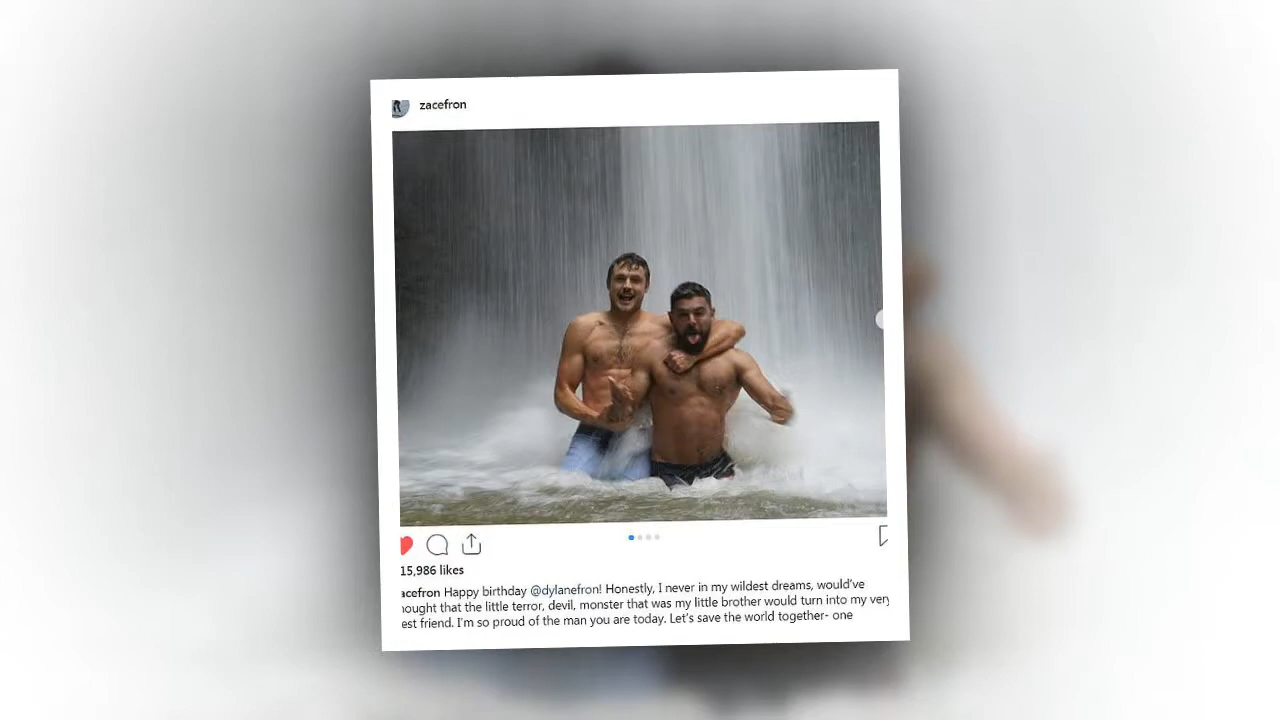 zacefron
15,986 likes
acefron Happy birthday @dylanefron! Honestly, I never in my wildest dreams, would've
hought that the little terror, devil, monster that was my little brother would turn into my very
est friend. I'm so proud of the man you are today. Let's save the world together- one